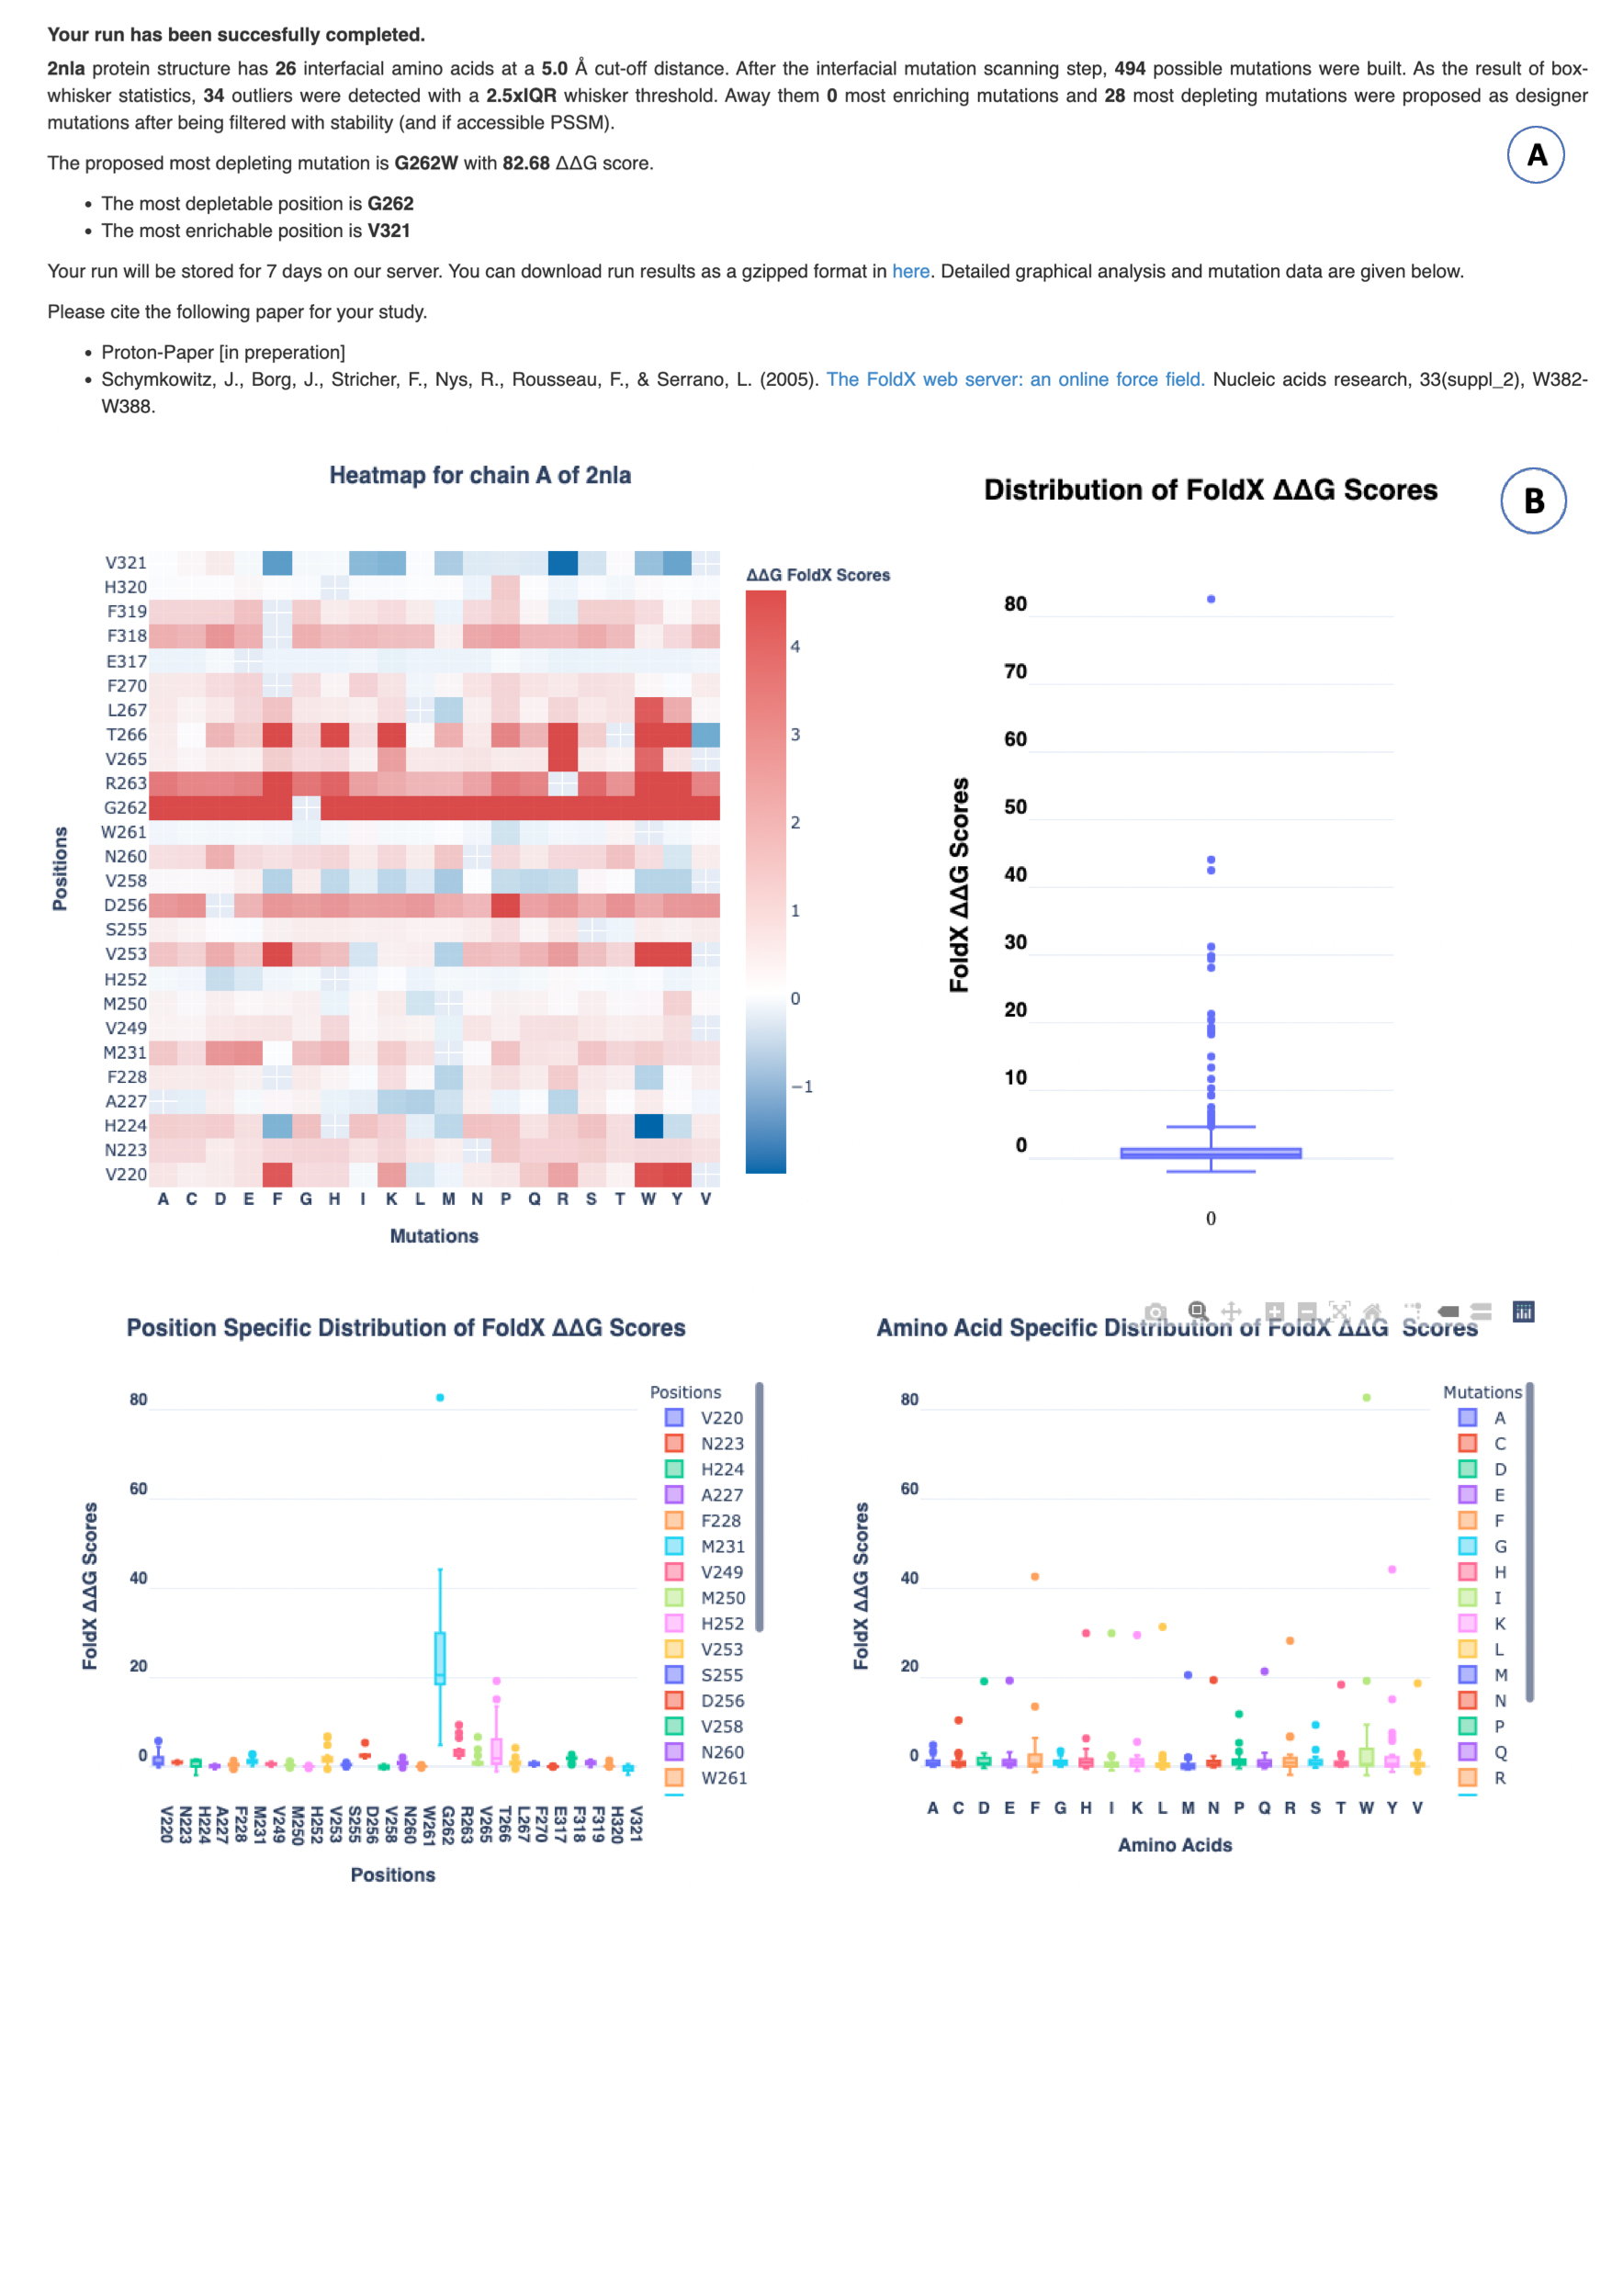 Your run has been succesfully completed.
2nla protein structure has 26 interfacial amino acids at a 5.0 Å cut-off distance. After the interfacial mutation scanning step, 494 possible mutations were built. As the result of box-
whisker statistics, 34 outliers were detected with a 2.5xIQR whisker threshold. Away them 0 most enriching mutations and 28 most depleting mutations were proposed as designer
mutations after being filtered with stability (and if accessible PSSM).
A
The proposed most depleting mutation is G262W with 82.68 ΔΔG score.
• The most depletable position is G262
• The most enrichable position is V321
Your run will be stored for 7 days on our server. You can download run results as a gzipped format in here. Detailed graphical analysis and mutation data are given below.
Please cite the following paper for your study.
• Proton-Paper [in preperation]
• Schymkowitz, J., Borg, J., Stricher, F., Nys, R., Rousseau, F., & Serrano, L. (2005). The FoldX web server: an online force field. Nucleic acids research, 33(suppl_2), W382-
W388.
Heatmap for chain A of 2nla
V321
H320
F319
F318
E317
F270
L267
T266
V265
R263
G262
W261
N260
V258
D256
S255
V253
H252
M250
V249
M231
F228
A227
H224
N223
V220
Positions
A C D E F G H I K L M N P Q R S T W Y V
Mutations
ΔΔG FoldX Scores
4
3
2
1
0
−1
Distribution of FoldX ΔΔG Scores
B
80
70
60
50
40
30
20
10
0
FoldX ΔΔG Scores
0
Position Specific Distribution of FoldX ΔΔG Scores
80
60
40
20
0
FoldX ΔΔG Scores
V220 N223 H224 A227 F228 M231 V249 M250 H252 V253 S255 D256 V258 N260 W261 G262 R263 V265 T266 L267 F270 E317 F318 F319 H320 V321
Positions
Positions
V220
N223
H224
A227
F228
M231
V249
M250
H252
V253
S255
D256
V258
N260
W261
Amino Acid Specific Distribution of FoldX ΔΔG Scores
80
60
40
20
0
FoldX ΔΔG Scores
A C D E F G H I K L M N P Q R S T W Y V
Amino Acids
Mutations
A
C
D
E
F
G
H
I
K
L
M
N
P
Q
R